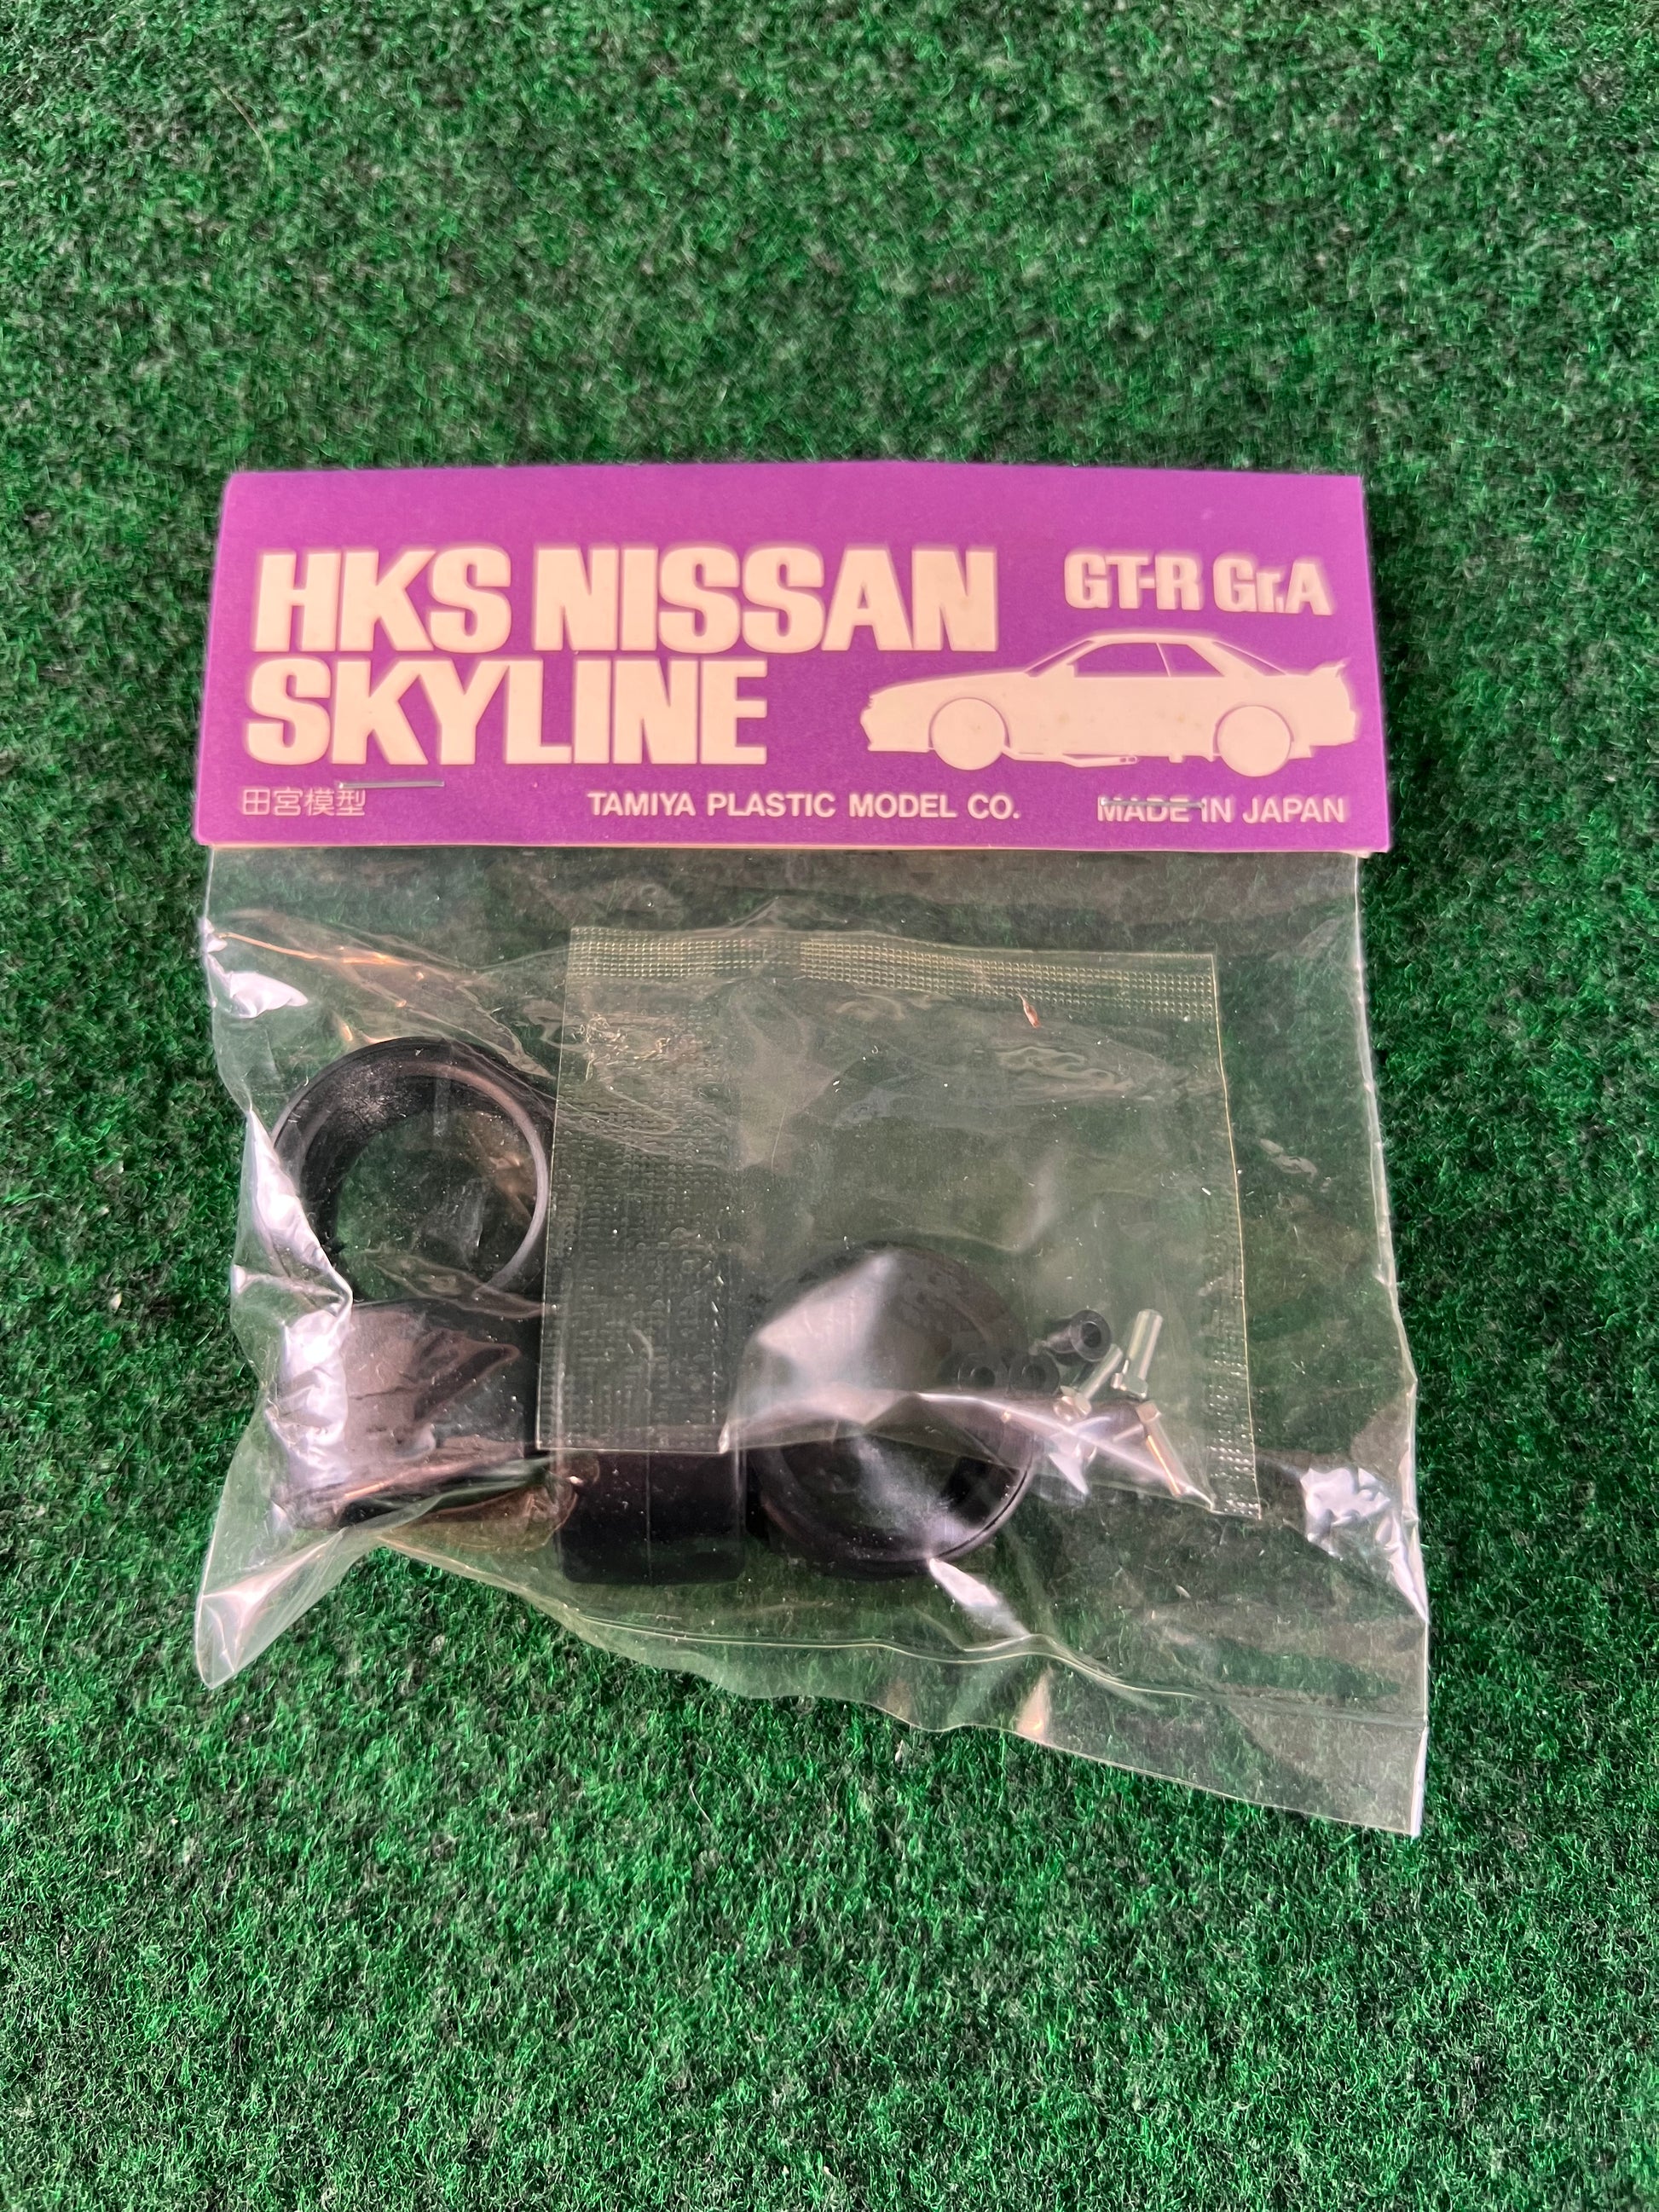 HKS NISSAN
SKYLINE
GT-R Gr.A
田宮模型
TAMIYA PLASTIC MODEL CO.
MADE IN JAPAN